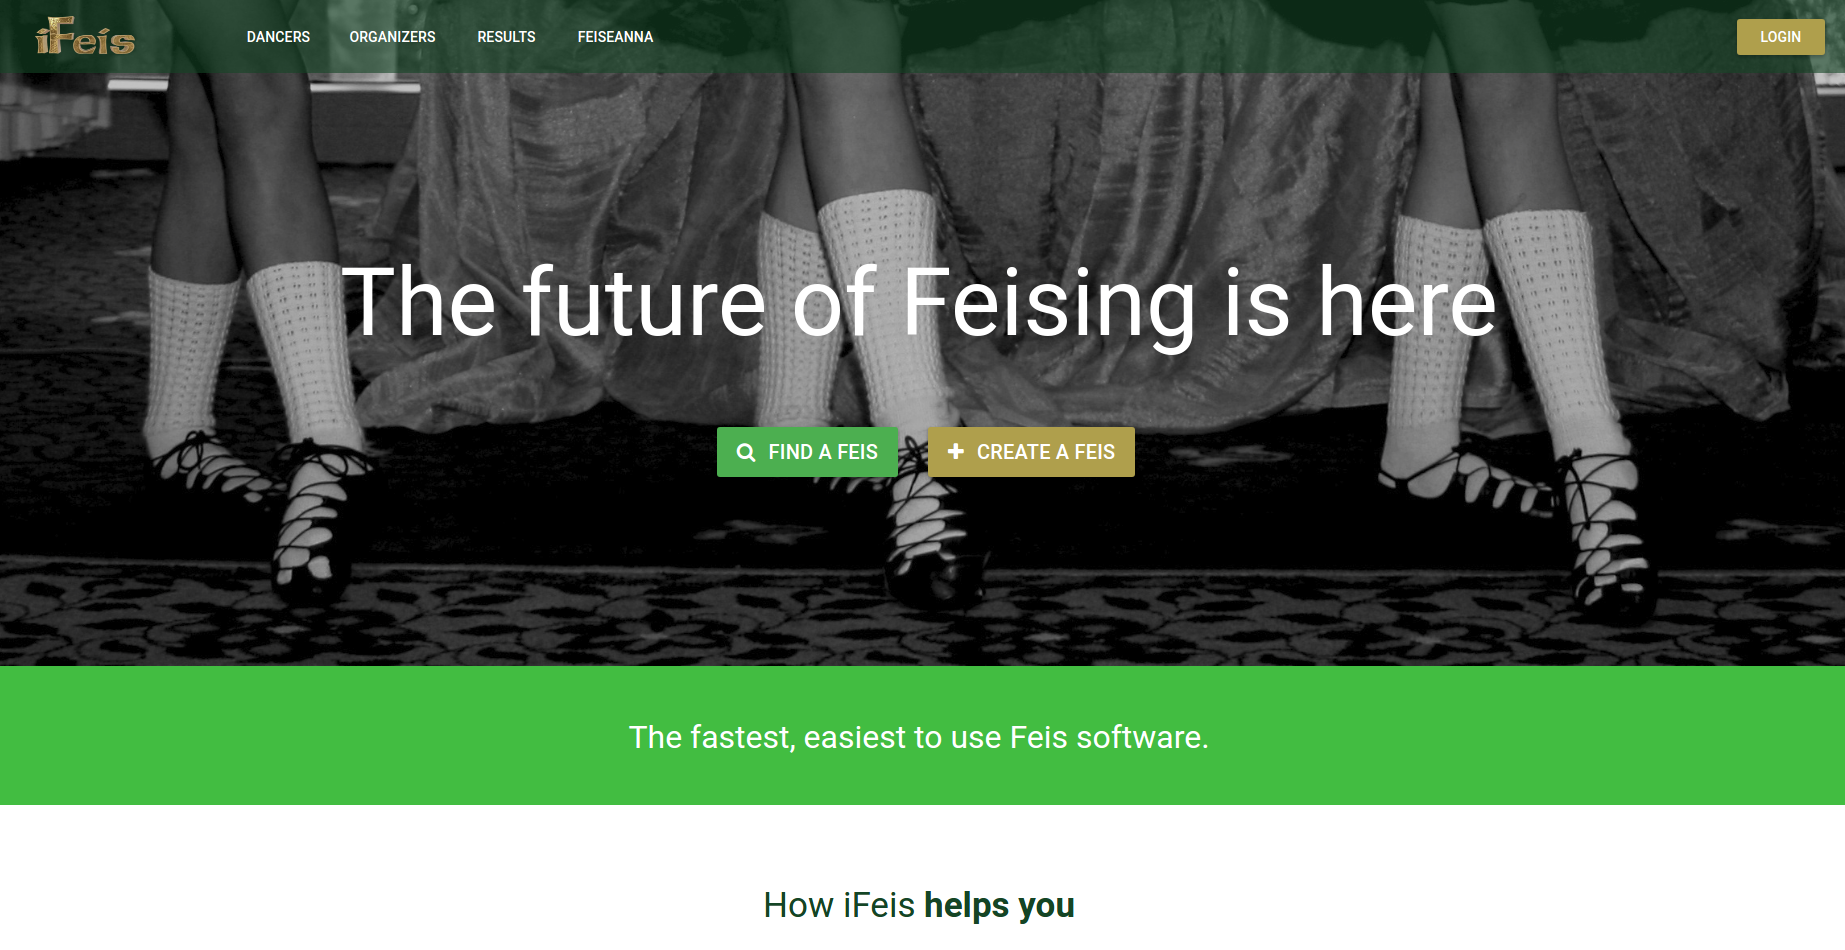 iFeis
DANCERS ORGANIZERS RESULTS FEISEANNA LOGIN
The future of Feising is here
FIND A FEIS CREATE A FEIS
The fastest, easiest to use Feis software.
How iFeis helps you